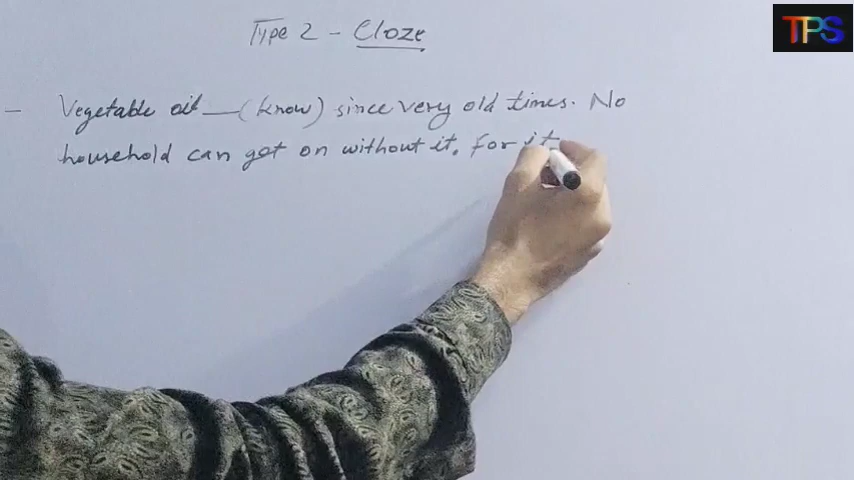 TPS
Type 2 - Cloze
- Vegetable oil __ (know) since very old times. No
household can get on without it. For it